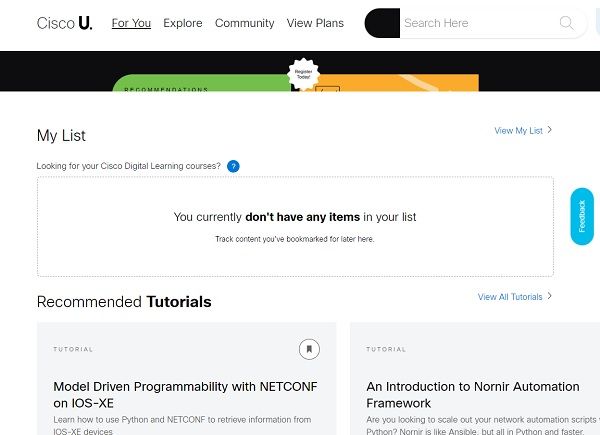 Cisco U. For You Explore Community View Plans Search Here
Register
Today!
RECOMMENDATIONS
My List View My List
Looking for your Cisco Digital Learning courses? ?
You currently don't have any items in your list
Track content you've bookmarked for later here.
Feedback
Recommended Tutorials View All Tutorials
TUTORIAL
Model Driven Programmability with NETCONF
on IOS-XE
Learn how to use Python and NETCONF to retrieve information from
IOS-XE devices
TUTORIAL
An Introduction to Nornir Automation
Framework
Are you looking to scale out your network automation scripts
Python? Nornir is like Ansible, but all in Python and faster.